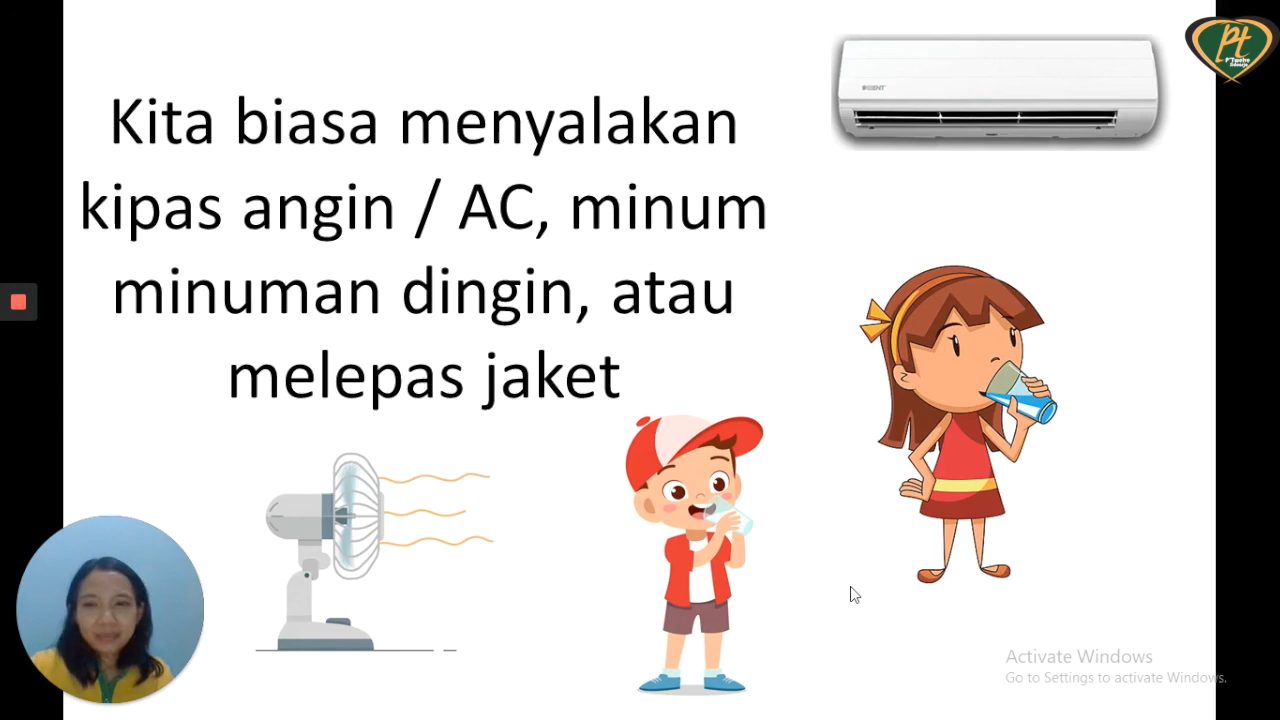 Kita biasa menyalakan
kipas angin / AC, minum
minuman dingin, atau
melepas jaket
Pt
Activate Windows
Go to Settings to activate Windows.